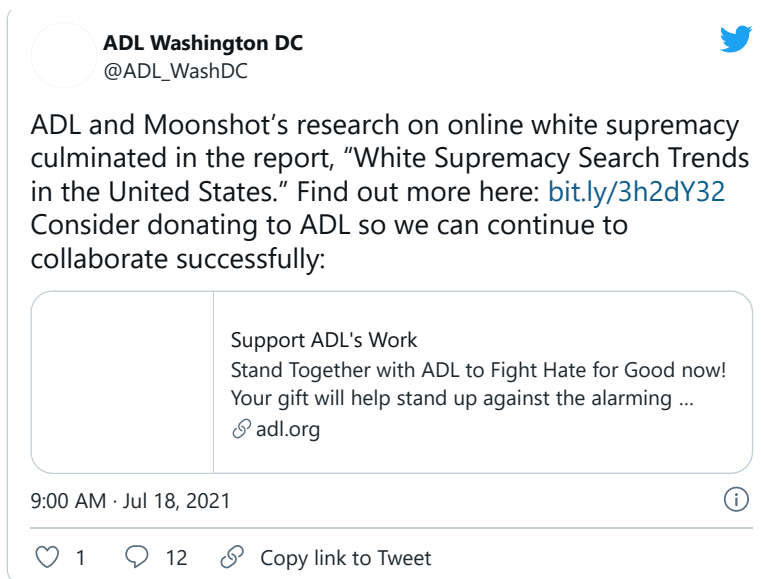 ADL Washington DC
@ADL_WashDC
ADL and Moonshot’s research on online white supremacy
culminated in the report, “White Supremacy Search Trends
in the United States.” Find out more here: bit.ly/3h2dY32
Consider donating to ADL so we can continue to
collaborate successfully:
Support ADL's Work
Stand Together with ADL to Fight Hate for Good now!
Your gift will help stand up against the alarming ...
adl.org
9:00 AM · Jul 18, 2021
1 12 Copy link to Tweet